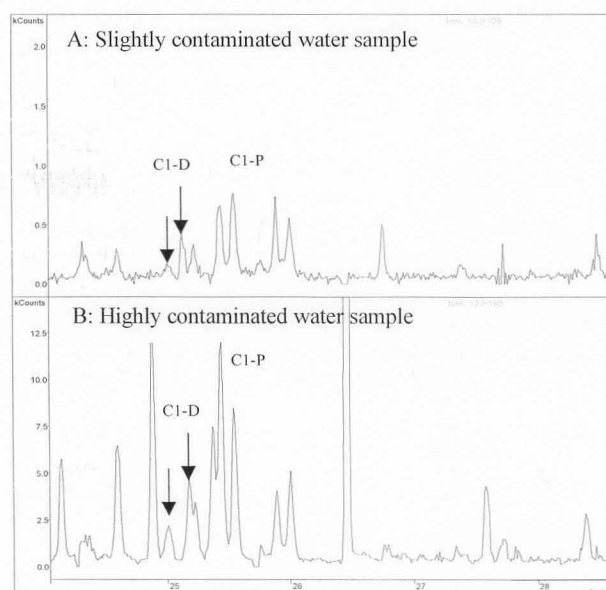 kCounts
A: Slightly contaminated water sample
2.0
1.5
1.0
C1-D
C1-P
0.5
0.0
kCounts
B: Highly contaminated water sample
12.5
C1-P
10.0
C1-D
7.5
5.0
2.5
0.0
25
26
27
28